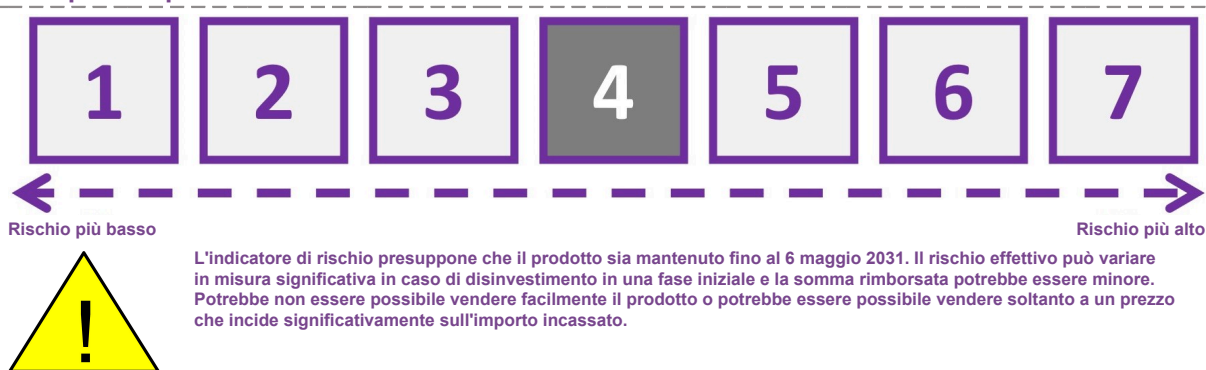 1 2 3 4 5 6 7
Rischio più basso Rischio più alto
L'indicatore di rischio presuppone che il prodotto sia mantenuto fino al 6 maggio 2031. Il rischio effettivo può variare
in misura significativa in caso di disinvestimento in una fase iniziale e la somma rimborsata potrebbe essere minore.
Potrebbe non essere possibile vendere facilmente il prodotto o potrebbe essere possibile vendere soltanto a un prezzo
che incide significativamente sull'importo incassato.
!